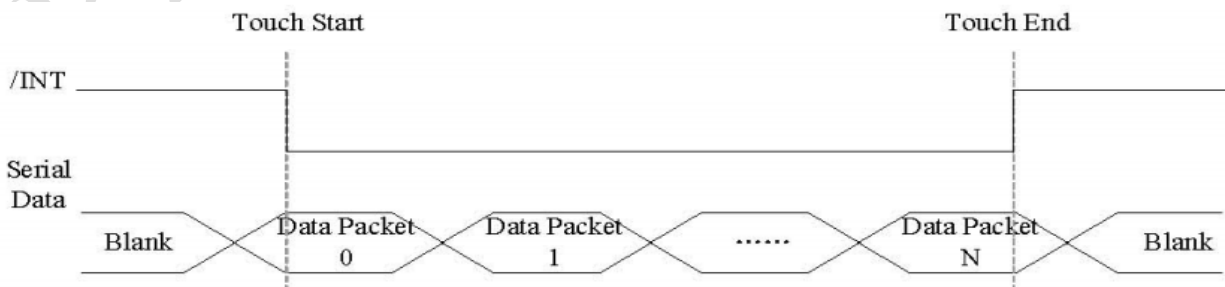 Touch Start
Touch End
/INT
Serial
Data
Blank
Data Packet
0
Data Packet
1
......
Data Packet
N
Blank